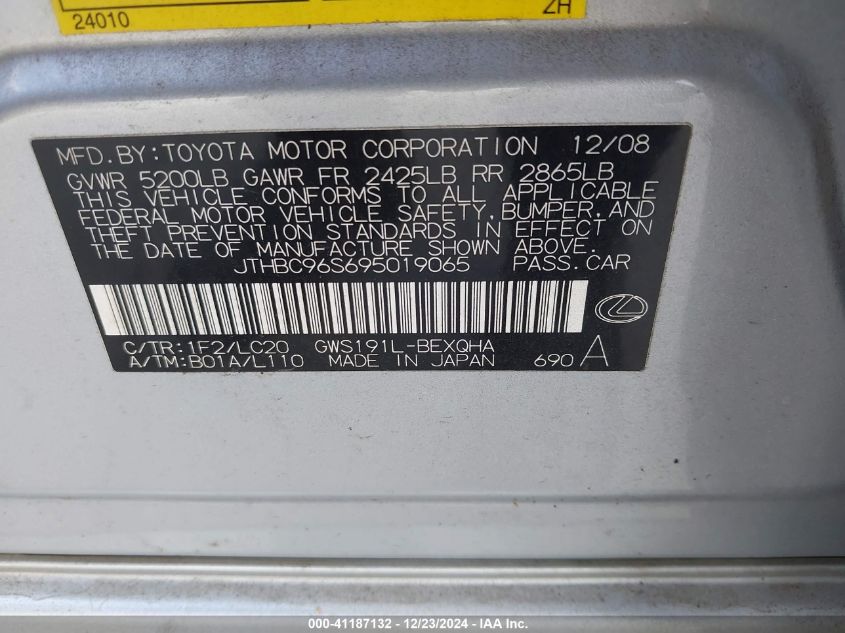 24010 ZH
MFD. BY: TOYOTA MOTOR CORPORATION 12/08
GVWR 5200LB GAWR FR 2425LB RR 2865LB
THIS VEHICLE CONFORMS TO ALL APPLICABLE
FEDERAL MOTOR VEHICLE SAFETY, BUMPER, AND
THEFT PREVENTION STANDARDS IN EFFECT ON
THE DATE OF MANUFACTURE SHOWN ABOVE.
JTHBC96S695019065 PASS. CAR
C/TR: 1F2/LC20 GWS191L-BEXQHA
A/TM: B01A/L110 MADE IN JAPAN 690 A
000-41187132 - 12/23/2024 - IAA Inc.